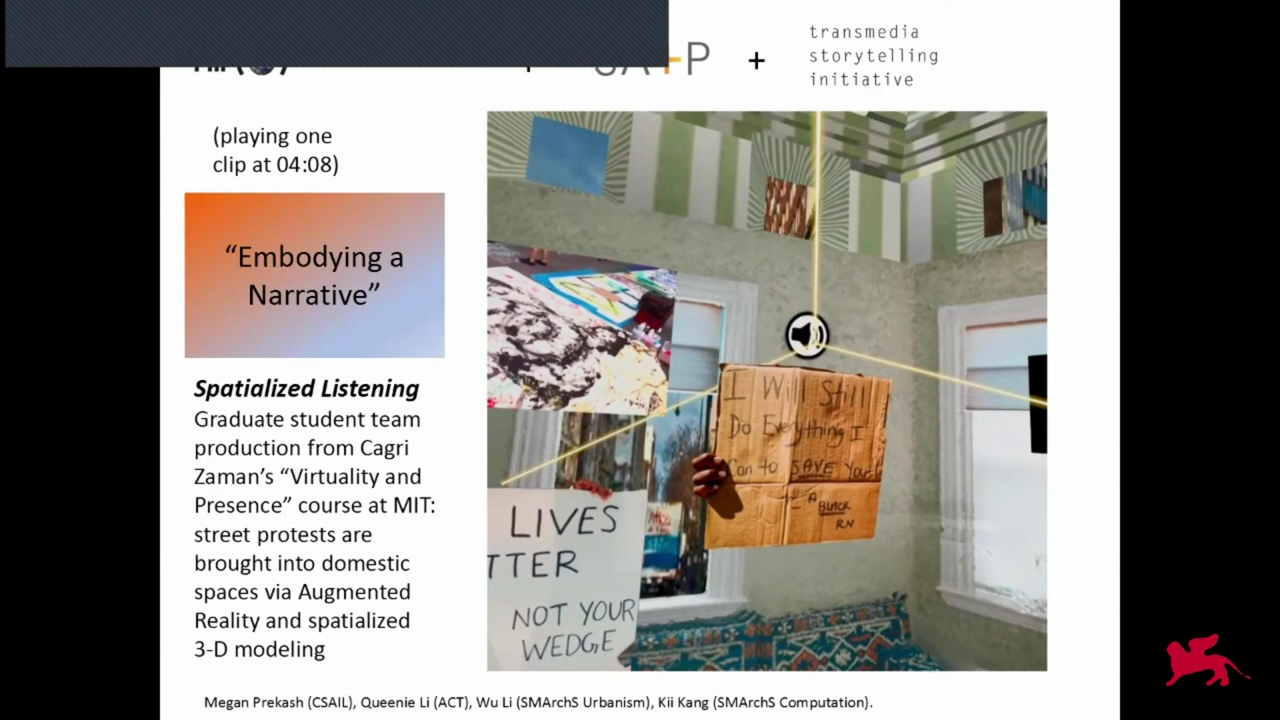 +
transmedia
storytelling
initiative
(playing one
clip at 04:08)
“Embodying a
Narrative”
Spatialized Listening
Graduate student team
production from Cagri
Zaman’s “Virtuality and
Presence” course at MIT:
street protests are
brought into domestic
spaces via Augmented
Reality and spatialized
3-D modeling
I Will Still
Do Everything I
Can to SAVE
A
BLACK
RN
LIVES
TTER
NOT YOUR
WEDGE
Megan Prekash (CSAIL), Queenie Li (ACT), Wu Li (SMArchS Urbanism), Kii Kang (SMArchS Computation).